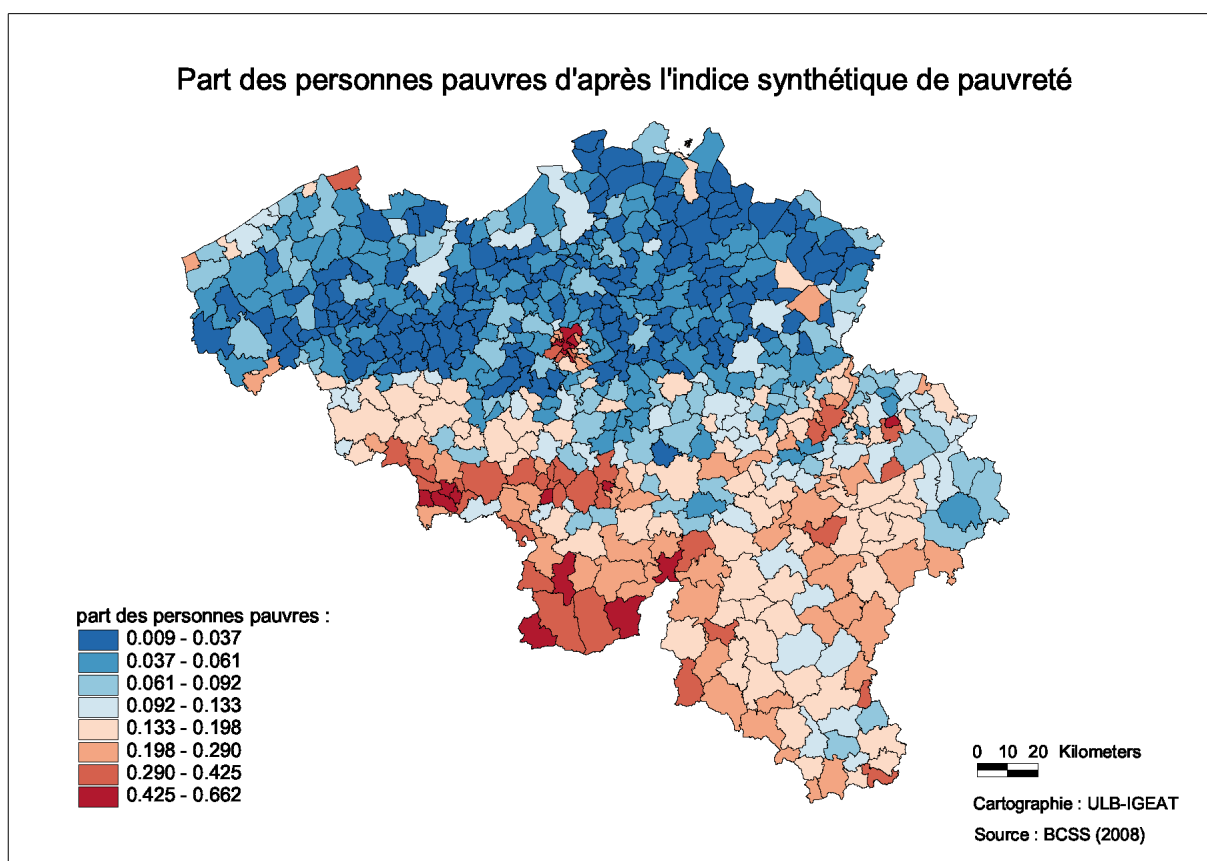 Part des personnes pauvres d'après l'indice synthétique de pauvreté
part des personnes pauvres :
0.009 - 0.037
0.037 - 0.061
0.061 - 0.092
0.092 - 0.133
0.133 - 0.198
0.198 - 0.290
0.290 - 0.425
0.425 - 0.662
0 10 20 Kilometers
Cartographie : ULB-IGEAT
Source : BCSS (2008)